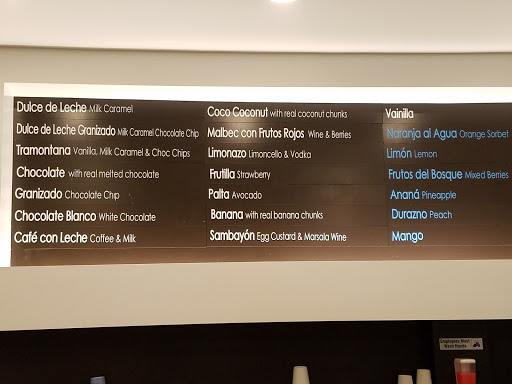 Dulce de Leche Milk Caramel
Dulce de Leche Granizado Milk Caramel Chocolate Chip
Tramontana Vanilla, Milk Caramel & Choc Chips
Chocolate with real melted chocolate
Granizado Chocolate Chip
Chocolate Blanco White Chocolate
Café con Leche Coffee & Milk
Coco Coconut with real coconut chunks
Malbec con Frutos Rojos Wine & Berries
Limonazo Limoncello & Vodka
Frutilla Strawberry
Palta Avocado
Banana with real banana chunks
Sambayón Egg Custard & Marsala Wine
Vainilla
Naranja al Agua Orange Sorbet
Limón Lemon
Frutos del Bosque Mixed Berries
Ananá Pineapple
Durazno Peach
Mango
Employees Must
Wash Hands